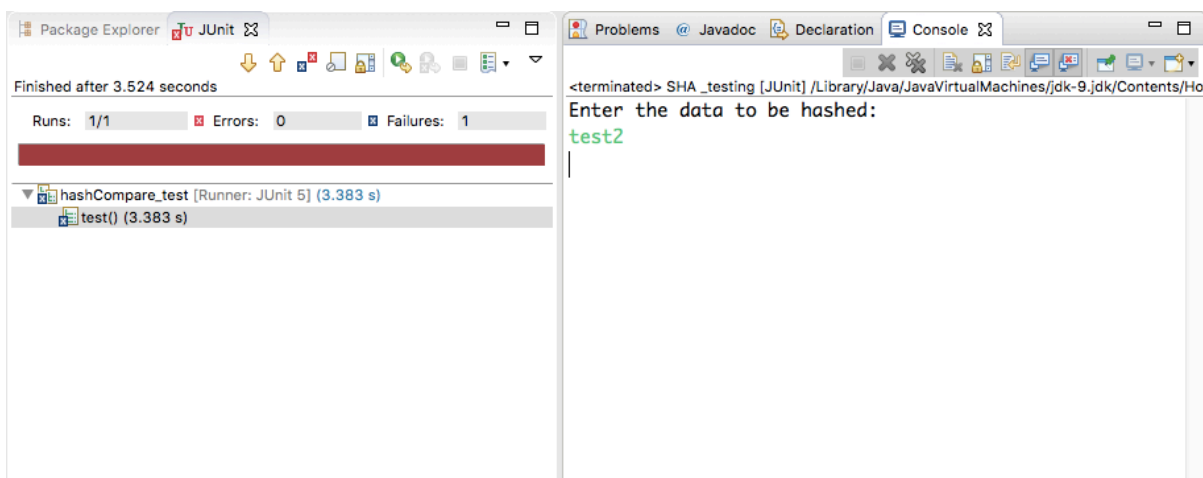 Package Explorer JUnit
Finished after 3.524 seconds
Runs: 1/1 Errors: 0 Failures: 1
hashCompare_test [Runner: JUnit 5] (3.383 s)
test() (3.383 s)
Problems @ Javadoc Declaration Console
<terminated> SHA _testing [JUnit] /Library/Java/JavaVirtualMachines/jdk-9.jdk/Contents/Ho
Enter the data to be hashed:
test2